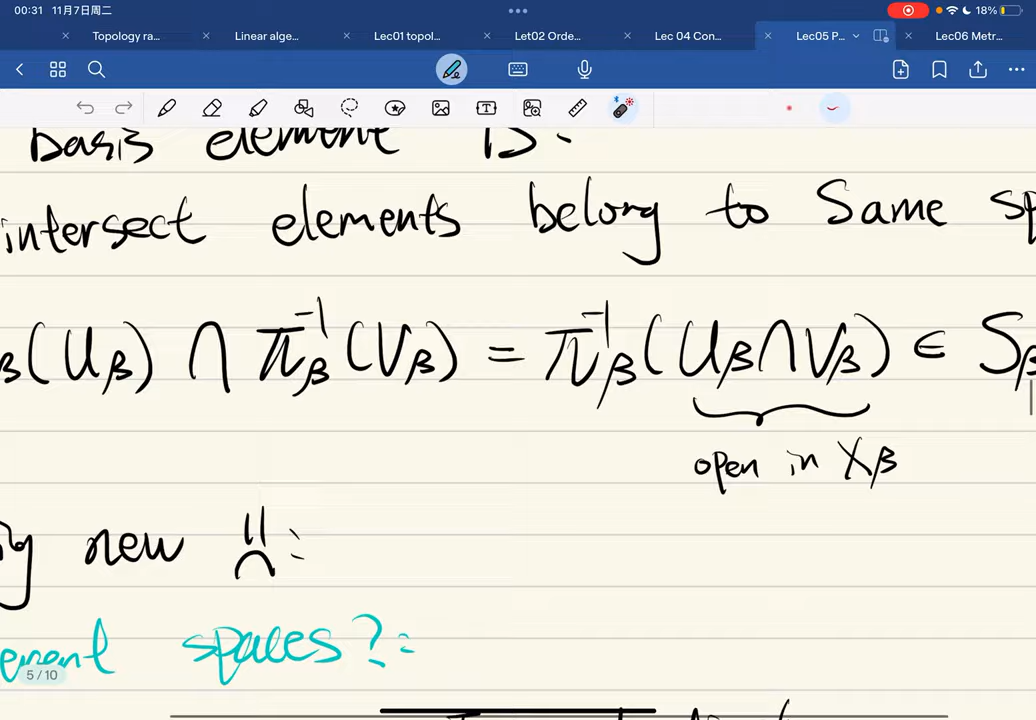 00:31 11月7日周二
18%
Topology ra...
Linear alge...
Lec01 topol...
Let02 Orde...
Lec 04 Con...
Lec05 P...
Lec06 Metr...
Basis element is:
intersect elements belong to Same sp
β(Uβ) ∩ π⁻¹β(Vβ) = π⁻¹β(Uβ∩Vβ) ∈ Sβ
open in Xβ
new
spaces?:
5/10